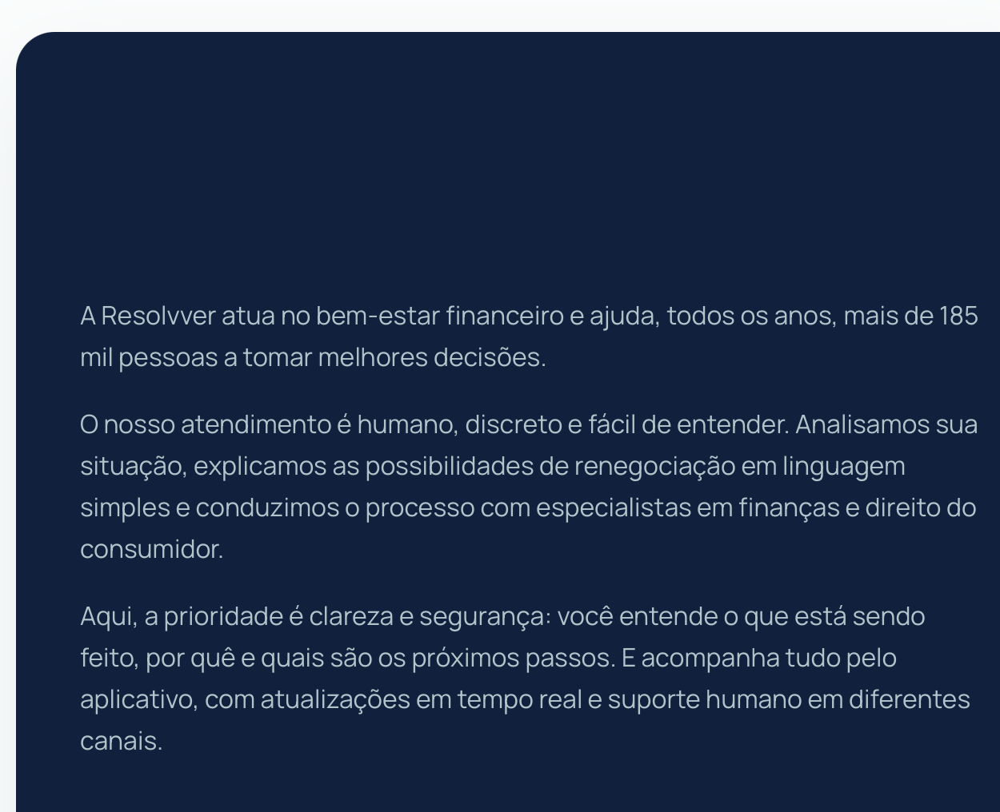 A Resolvver atua no bem-estar financeiro e ajuda, todos os anos, mais de 185
mil pessoas a tomar melhores decisões.
O nosso atendimento é humano, discreto e fácil de entender. Analisamos sua
situação, explicamos as possibilidades de renegociação em linguagem
simples e conduzimos o processo com especialistas em finanças e direito do
consumidor.
Aqui, a prioridade é clareza e segurança: você entende o que está sendo
feito, por quê e quais são os próximos passos. E acompanha tudo pelo
aplicativo, com atualizações em tempo real e suporte humano em diferentes
canais.